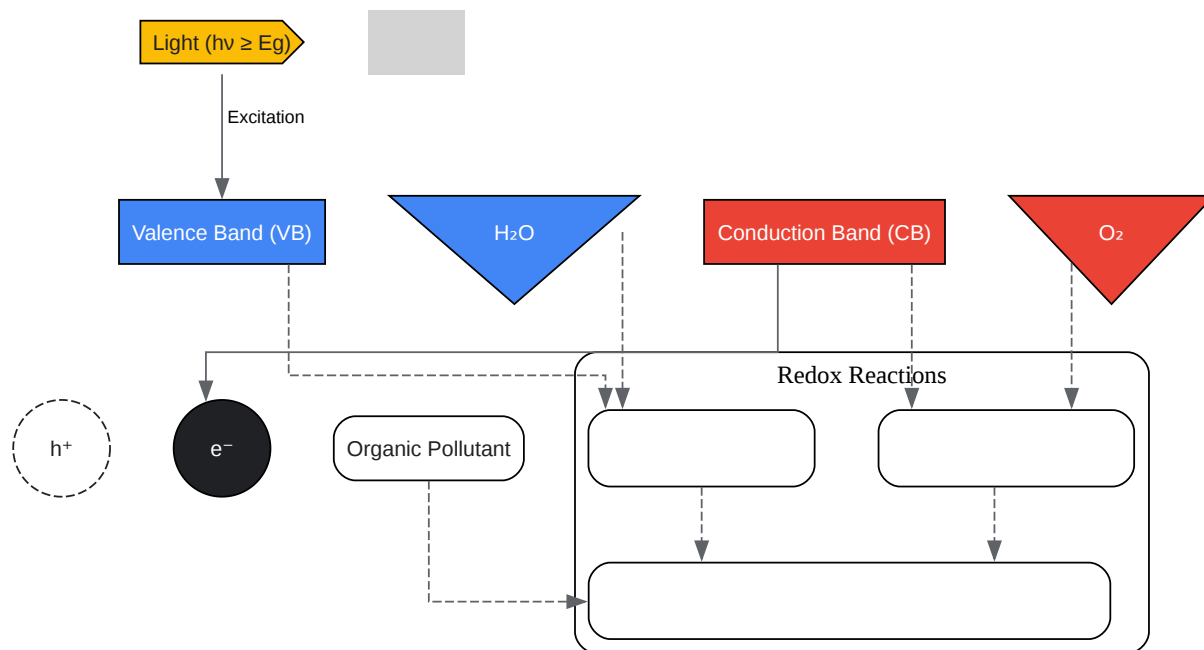 Light (hν ≥ Eg)
Excitation
Valence Band (VB)
H₂O
Conduction Band (CB)
O₂
Redox Reactions
h⁺
e⁻
Organic Pollutant